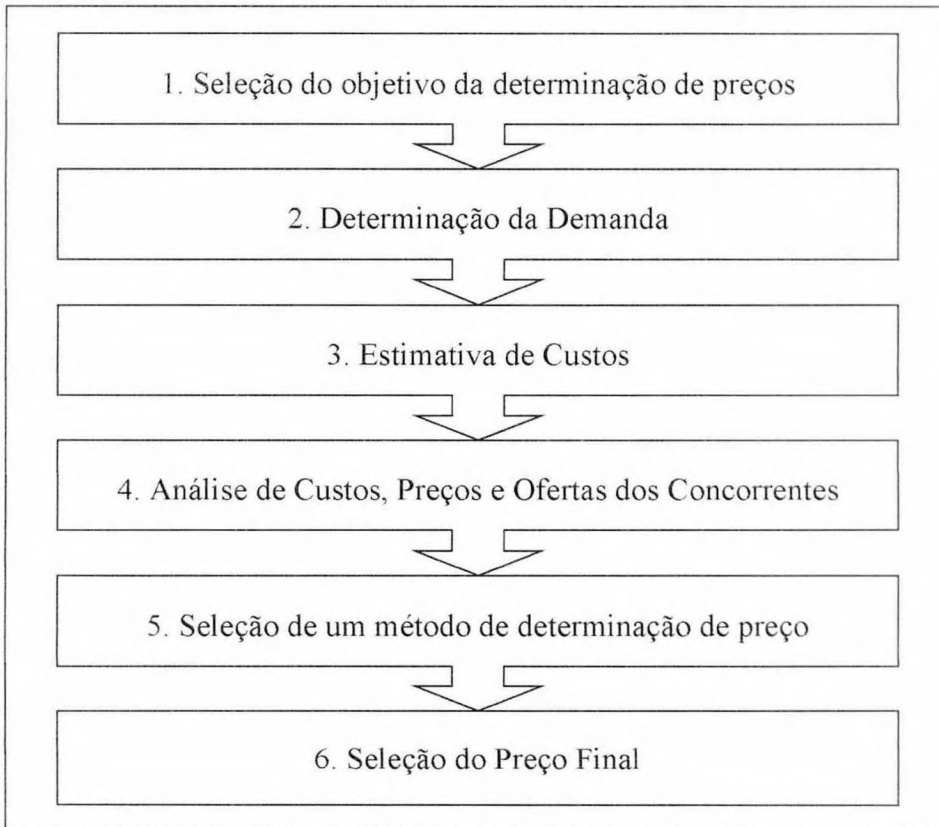 1. Seleção do objetivo da determinação de preços
2. Determinação da Demanda
3. Estimativa de Custos
4. Análise de Custos, Preços e Ofertas dos Concorrentes
5. Seleção de um método de determinação de preço
6. Seleção do Preço Final